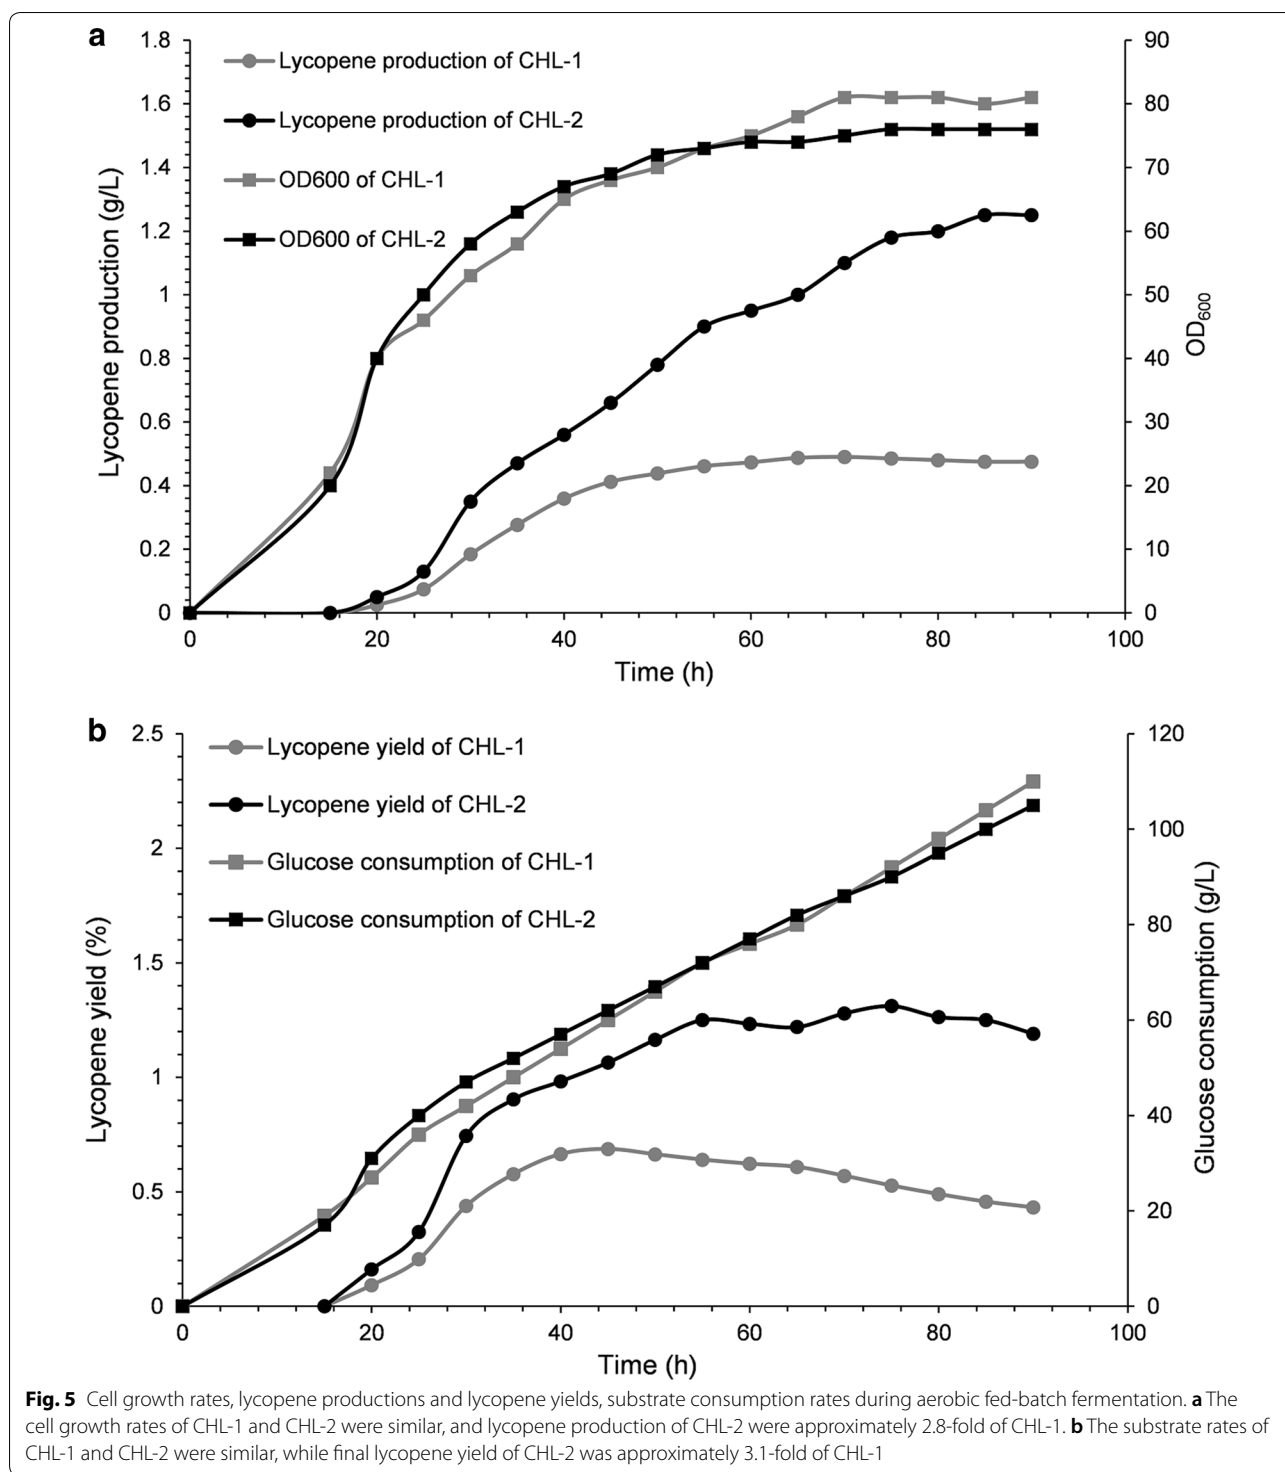 a
1.8
1.6
1.4
1.2
1
0.8
0.6
0.4
0.2
0
Lycopene production (g/L)
Lycopene production of CHL-1
Lycopene production of CHL-2
OD600 of CHL-1
OD600 of CHL-2
90
80
70
60
50
40
30
20
10
0
OD600
0 20 40 60 80 100
Time (h)
b
2.5
2
1.5
1
0.5
0
Lycopene yield (%)
Lycopene yield of CHL-1
Lycopene yield of CHL-2
Glucose consumption of CHL-1
Glucose consumption of CHL-2
120
100
80
60
40
20
0
Glucose consumption (g/L)
0 20 40 60 80 100
Time (h)
Fig. 5 Cell growth rates, lycopene productions and lycopene yields, substrate consumption rates during aerobic fed-batch fermentation. a The
cell growth rates of CHL-1 and CHL-2 were similar, and lycopene production of CHL-2 were approximately 2.8-fold of CHL-1. b The substrate rates of
CHL-1 and CHL-2 were similar, while final lycopene yield of CHL-2 was approximately 3.1-fold of CHL-1